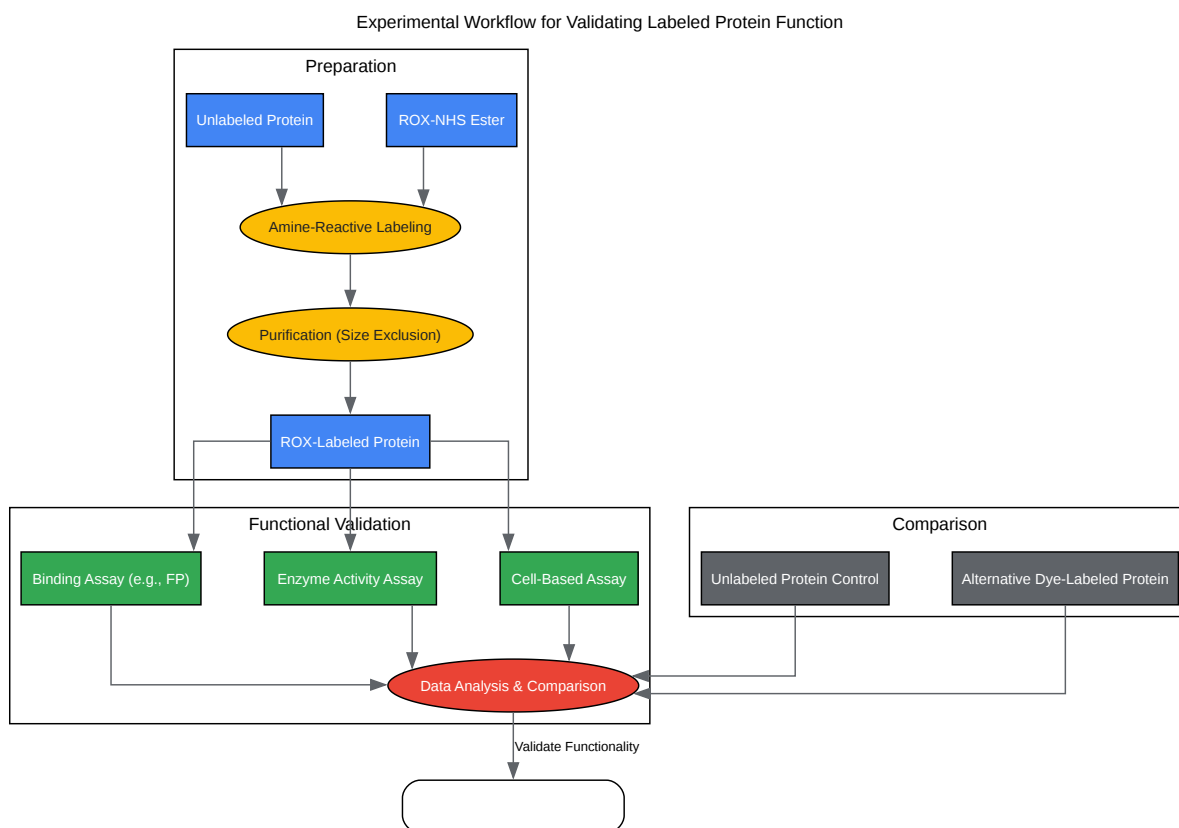 Experimental Workflow for Validating Labeled Protein Function
Preparation
Unlabeled Protein
ROX-NHS Ester
Amine-Reactive Labeling
Purification (Size Exclusion)
ROX-Labeled Protein
Functional Validation
Comparison
Binding Assay (e.g., FP)
Enzyme Activity Assay
Cell-Based Assay
Unlabeled Protein Control
Alternative Dye-Labeled Protein
Data Analysis & Comparison
Validate Functionality